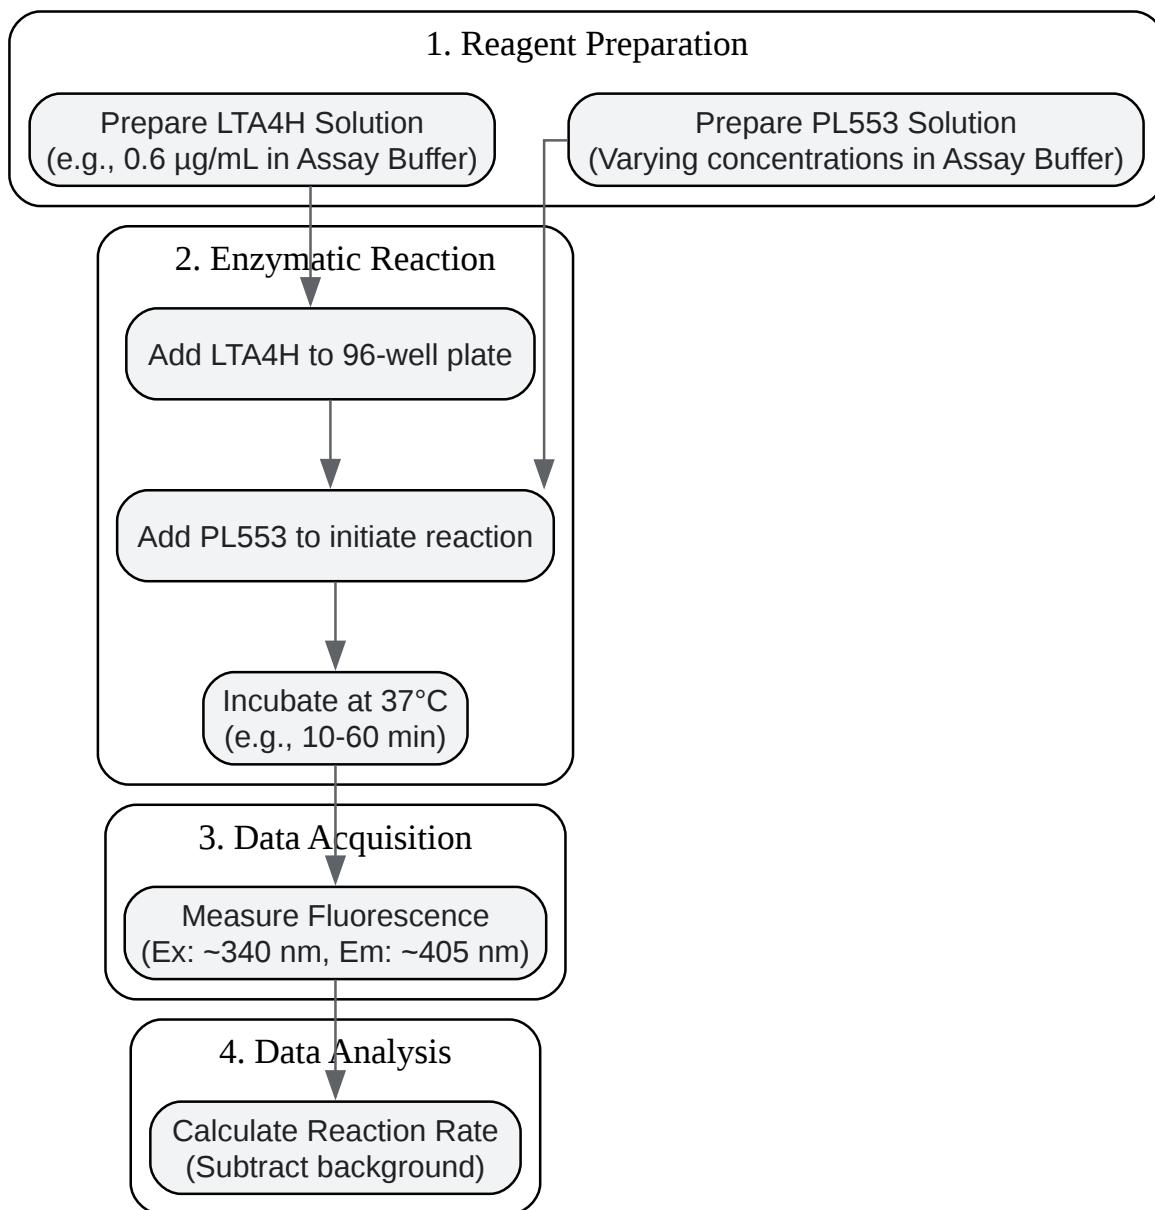 1. Reagent Preparation
Prepare LTA4H Solution
(e.g., 0.6 µg/mL in Assay Buffer)
Prepare PL553 Solution
(Varying concentrations in Assay Buffer)
2. Enzymatic Reaction
Add LTA4H to 96-well plate
Add PL553 to initiate reaction
Incubate at 37°C
(e.g., 10-60 min)
3. Data Acquisition
Measure Fluorescence
(Ex: ~340 nm, Em: ~405 nm)
4. Data Analysis
Calculate Reaction Rate
(Subtract background)